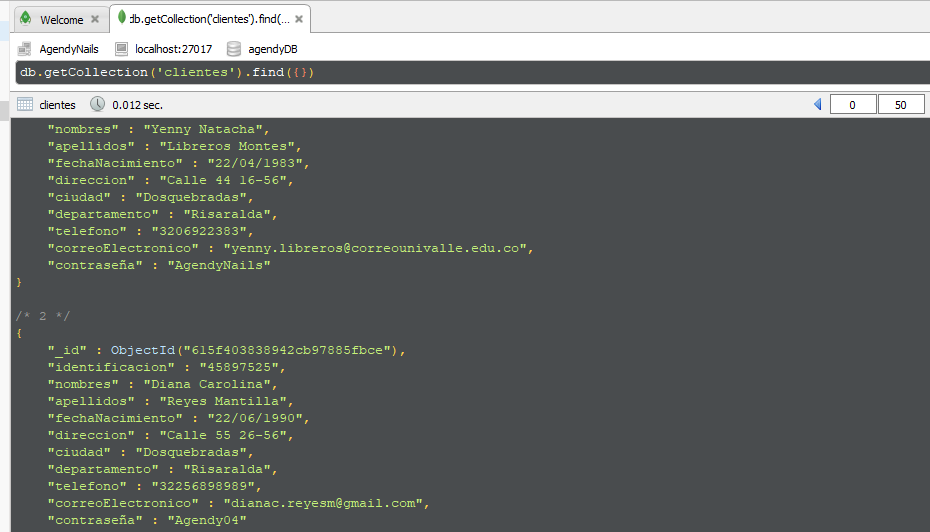 Welcome
db.getCollection('clientes').find(...
AgendyNails localhost:27017 agendyDB
db.getCollection('clientes').find({})
clientes 0.012 sec. 0 50
"nombres" : "Yenny Natacha",
"apellidos" : "Libreros Montes",
"fechaNacimiento" : "22/04/1983",
"direccion" : "Calle 44 16-56",
"ciudad" : "Dosquebradas",
"departamento" : "Risaralda",
"telefono" : "3206922383",
"correoElectronico" : "yenny.libreros@correounivalle.edu.co",
"contraseña" : "AgendyNails"
}
/* 2 */
{
"_id" : ObjectId("615f403838942cb97885fbce"),
"identificacion" : "45897525",
"nombres" : "Diana Carolina",
"apellidos" : "Reyes Mantilla",
"fechaNacimiento" : "22/06/1990",
"direccion" : "Calle 55 26-56",
"ciudad" : "Dosquebradas",
"departamento" : "Risaralda",
"telefono" : "32256898989",
"correoElectronico" : "dianac.reyesm@gmail.com",
"contraseña" : "Agendy04"